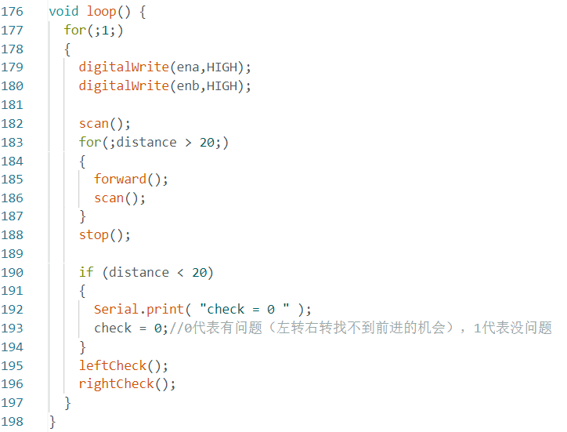 176 void loop() {
177 for(;1;)
178 {
179 digitalWrite(ena,HIGH);
180 digitalWrite(enb,HIGH);
181
182 scan();
183 for(;distance > 20;)
184 {
185 forward();
186 scan();
187 }
188 stop();
189
190 if (distance < 20)
191 {
192 Serial.print( "check = 0 " );
193 check = 0;//0代表有问题（左转右转找不到前进的机会），1代表没问题
194 }
195 leftCheck();
196 rightCheck();
197 }
198 }